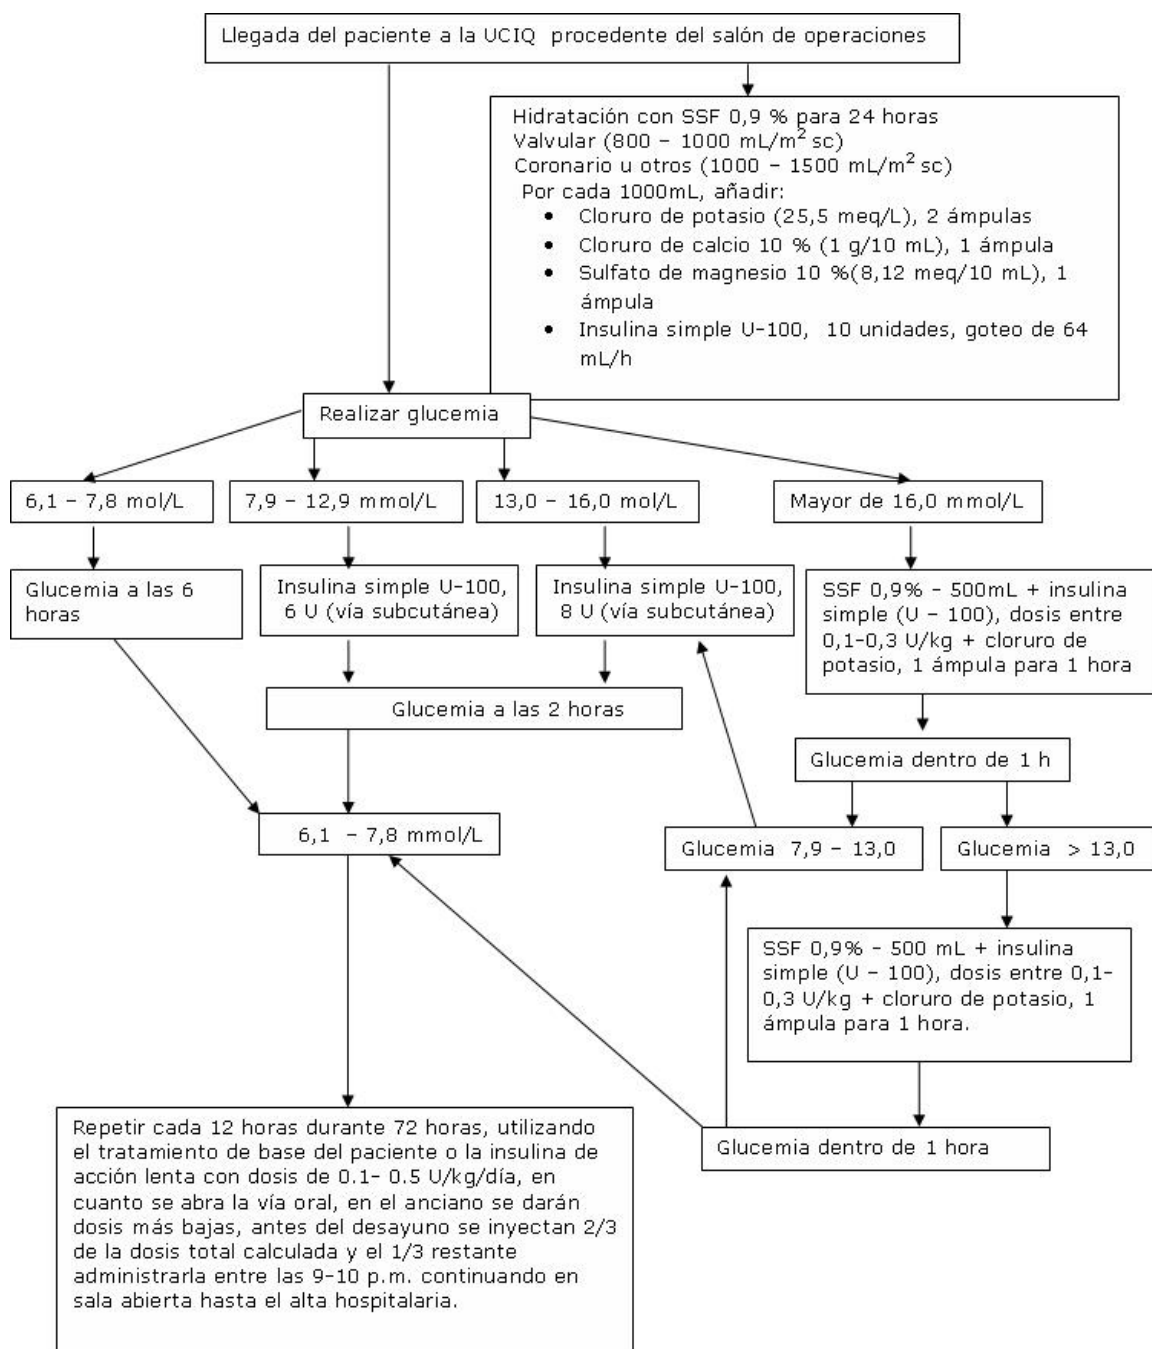 Llegada del paciente a la UCIQ procedente del salón de operaciones
Hidratación con SSF 0,9 % para 24 horas
Valvular (800 – 1000 mL/m² sc)
Coronario u otros (1000 – 1500 mL/m² sc)
Por cada 1000mL, añadir:
• Cloruro de potasio (25,5 meq/L), 2 ámpulas
• Cloruro de calcio 10 % (1 g/10 mL), 1 ámpula
• Sulfato de magnesio 10 %(8,12 meq/10 mL), 1
ámpula
• Insulina simple U-100, 10 unidades, goteo de 64
mL/h
Realizar glucemia
6,1 – 7,8 mol/L
7,9 – 12,9 mmol/L
13,0 – 16,0 mol/L
Mayor de 16,0 mmol/L
Glucemia a las 6
horas
Insulina simple U-100,
6 U (vía subcutánea)
Insulina simple U-100,
8 U (vía subcutánea)
SSF 0,9% - 500mL + insulina
simple (U – 100), dosis entre
0,1-0,3 U/kg + cloruro de
potasio, 1 ámpula para 1 hora
Glucemia a las 2 horas
Glucemia dentro de 1 h
6,1 – 7,8 mmol/L
Glucemia 7,9 – 13,0
Glucemia > 13,0
SSF 0,9% - 500 mL + insulina
simple (U – 100), dosis entre 0,1-
0,3 U/kg + cloruro de potasio, 1
ámpula para 1 hora.
Glucemia dentro de 1 hora
Repetir cada 12 horas durante 72 horas, utilizando
el tratamiento de base del paciente o la insulina de
acción lenta con dosis de 0.1- 0.5 U/kg/día, en
cuanto se abra la vía oral, en el anciano se darán
dosis más bajas, antes del desayuno se inyectan 2/3
de la dosis total calculada y el 1/3 restante
administrarla entre las 9-10 p.m. continuando en
sala abierta hasta el alta hospitalaria.